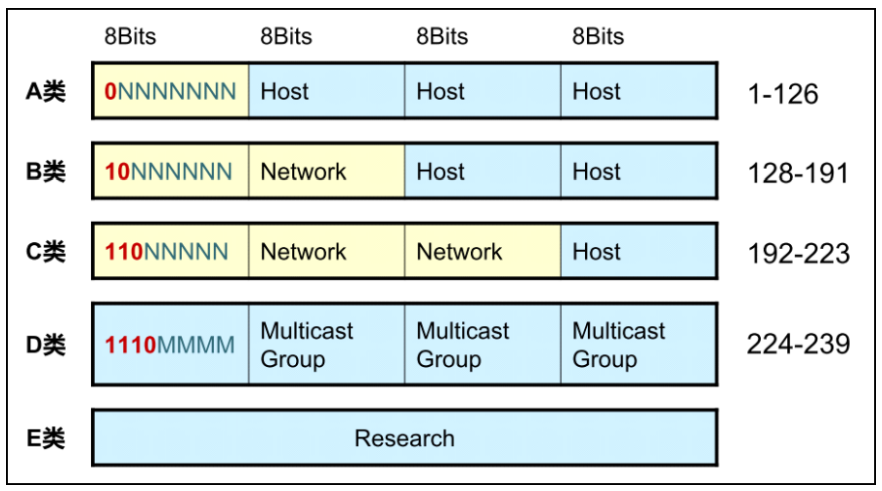 8Bits 8Bits 8Bits 8Bits
A类 0NNNNNNN Host Host Host 1-126
B类 10NNNNNN Network Host Host 128-191
C类 110NNNNN Network Network Host 192-223
D类 1110MMMM Multicast Group Multicast Group Multicast Group 224-239
E类 Research